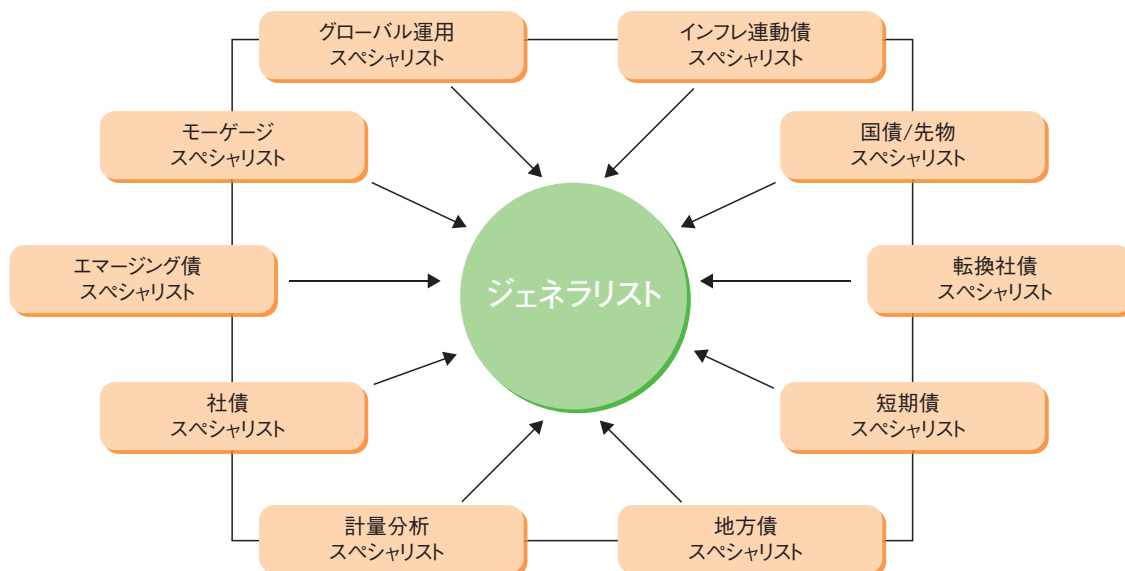 グローバル運用
スペシャリスト
インフレ連動債
スペシャリスト
モーゲージ
スペシャリスト
国債/先物
スペシャリスト
エマージング債
スペシャリスト
ジェネラリスト
転換社債
スペシャリスト
社債
スペシャリスト
短期債
スペシャリスト
計量分析
スペシャリスト
地方債
スペシャリスト